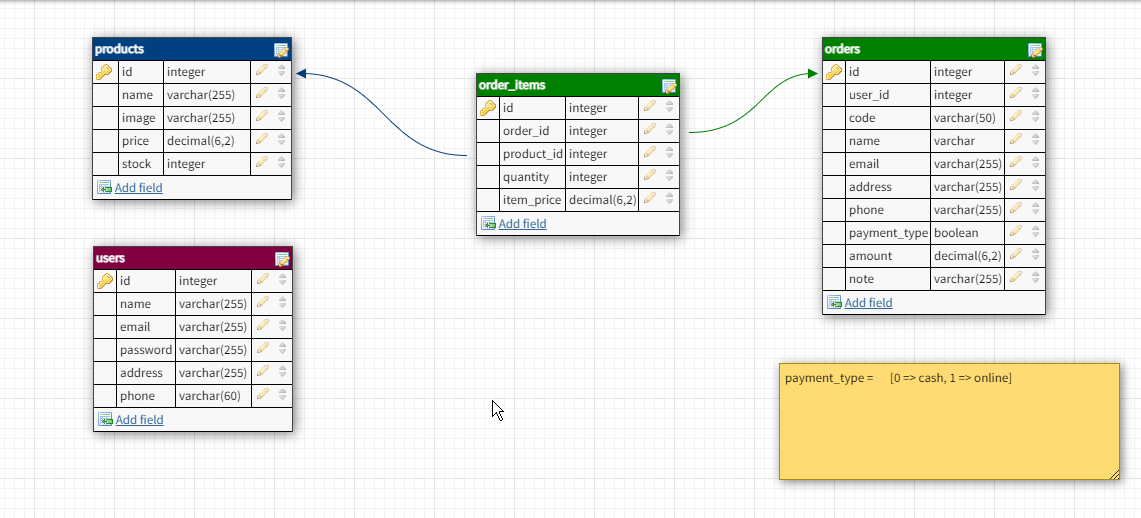 products
id integer
name varchar(255)
image varchar(255)
price decimal(6,2)
stock integer
Add field
order_items
id integer
order_id integer
product_id integer
quantity integer
item_price decimal(6,2)
Add field
orders
id integer
user_id integer
code varchar(50)
name varchar
email varchar(255)
address varchar(255)
phone varchar(255)
payment_type boolean
amount decimal(6,2)
note varchar(255)
Add field
users
id integer
name varchar(255)
email varchar(255)
password varchar(255)
address varchar(255)
phone varchar(60)
Add field
payment_type = [0 => cash, 1 => online]